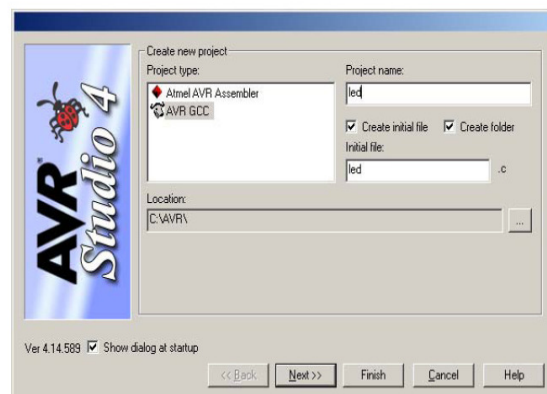 Create new project
Project type:
Atmel AVR Assembler
AVR GCC
Project name:
led
Create initial file
Create folder
Initial file:
led
.c
Location:
C:\AVR\
...
AVR
Studio 4
Ver 4.14.589
Show dialog at startup
<< Back
Next >>
Finish
Cancel
Help